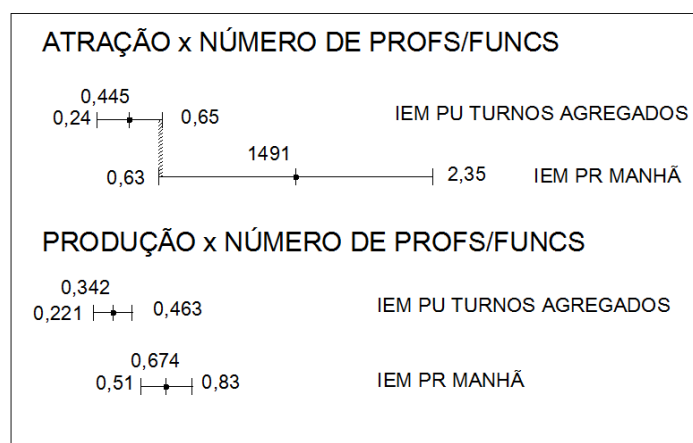 ATRAÇÃO x NÚMERO DE PROFS/FUNCS
0,445
0,24 0,65 IEM PU TURNOS AGREGADOS
1491
0,63 2,35 IEM PR MANHÃ
PRODUÇÃO x NÚMERO DE PROFS/FUNCS
0,342
0,221 0,463 IEM PU TURNOS AGREGADOS
0,674
0,51 0,83 IEM PR MANHÃ